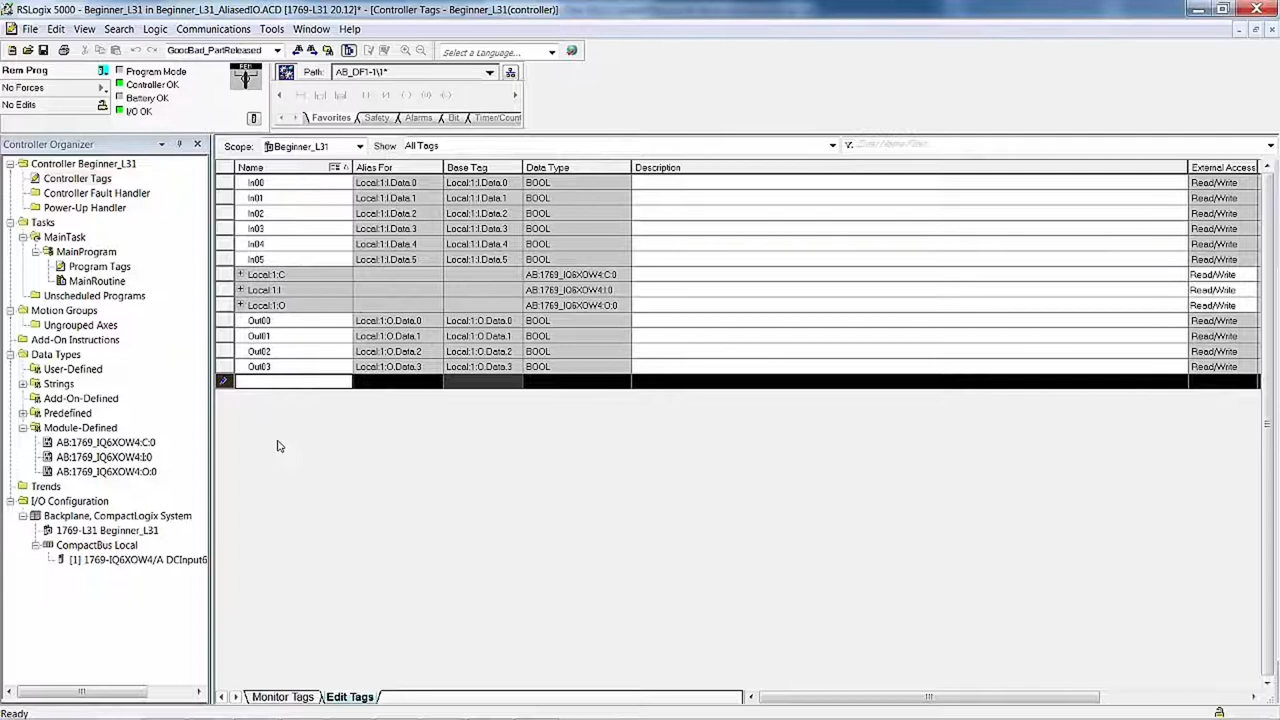 RSLogix 5000 - Beginner_L31 in Beginner_L31_AliasedIO.ACD [1769-L31 20.12]* - [Controller Tags - Beginner_L31(controller)]
File Edit View Search Logic Communications Tools Window Help
GoodBad_PartReleased Select a Language...
Rem Prog Program Mode Path: AB_DF1-1\1*
No Forces Controller OK
Battery OK
No Edits I/O OK
Favorites Safety Alarms Bit Timer/Count
Controller Organizer
Scope: Beginner_L31 Show All Tags Enter Name Filter...
Controller Beginner_L31
Controller Tags
Controller Fault Handler
Power-Up Handler
Tasks
MainTask
MainProgram
Program Tags
MainRoutine
Unscheduled Programs
Motion Groups
Ungrouped Axes
Add-On Instructions
Data Types
User-Defined
Strings
Add-On-Defined
Predefined
Module-Defined
AB:1769_IQ6XOW4:C:0
AB:1769_IQ6XOW4:I:0
AB:1769_IQ6XOW4:O:0
Trends
I/O Configuration
Backplane, CompactLogix System
1769-L31 Beginner_L31
CompactBus Local
[1] 1769-IQ6XOW4/A DCInput6
Name Alias For Base Tag Data Type Description External Access
In00 Local:1:I.Data.0 Local:1:I.Data.0 BOOL Read/Write
In01 Local:1:I.Data.1 Local:1:I.Data.1 BOOL Read/Write
In02 Local:1:I.Data.2 Local:1:I.Data.2 BOOL Read/Write
In03 Local:1:I.Data.3 Local:1:I.Data.3 BOOL Read/Write
In04 Local:1:I.Data.4 Local:1:I.Data.4 BOOL Read/Write
In05 Local:1:I.Data.5 Local:1:I.Data.5 BOOL Read/Write
Local:1:C AB:1769_IQ6XOW4:C:0 Read/Write
Local:1:I AB:1769_IQ6XOW4:I:0 Read/Write
Local:1:O AB:1769_IQ6XOW4:O:0 Read/Write
Out00 Local:1:O.Data.0 Local:1:O.Data.0 BOOL Read/Write
Out01 Local:1:O.Data.1 Local:1:O.Data.1 BOOL Read/Write
Out02 Local:1:O.Data.2 Local:1:O.Data.2 BOOL Read/Write
Out03 Local:1:O.Data.3 Local:1:O.Data.3 BOOL Read/Write
Monitor Tags Edit Tags
Ready